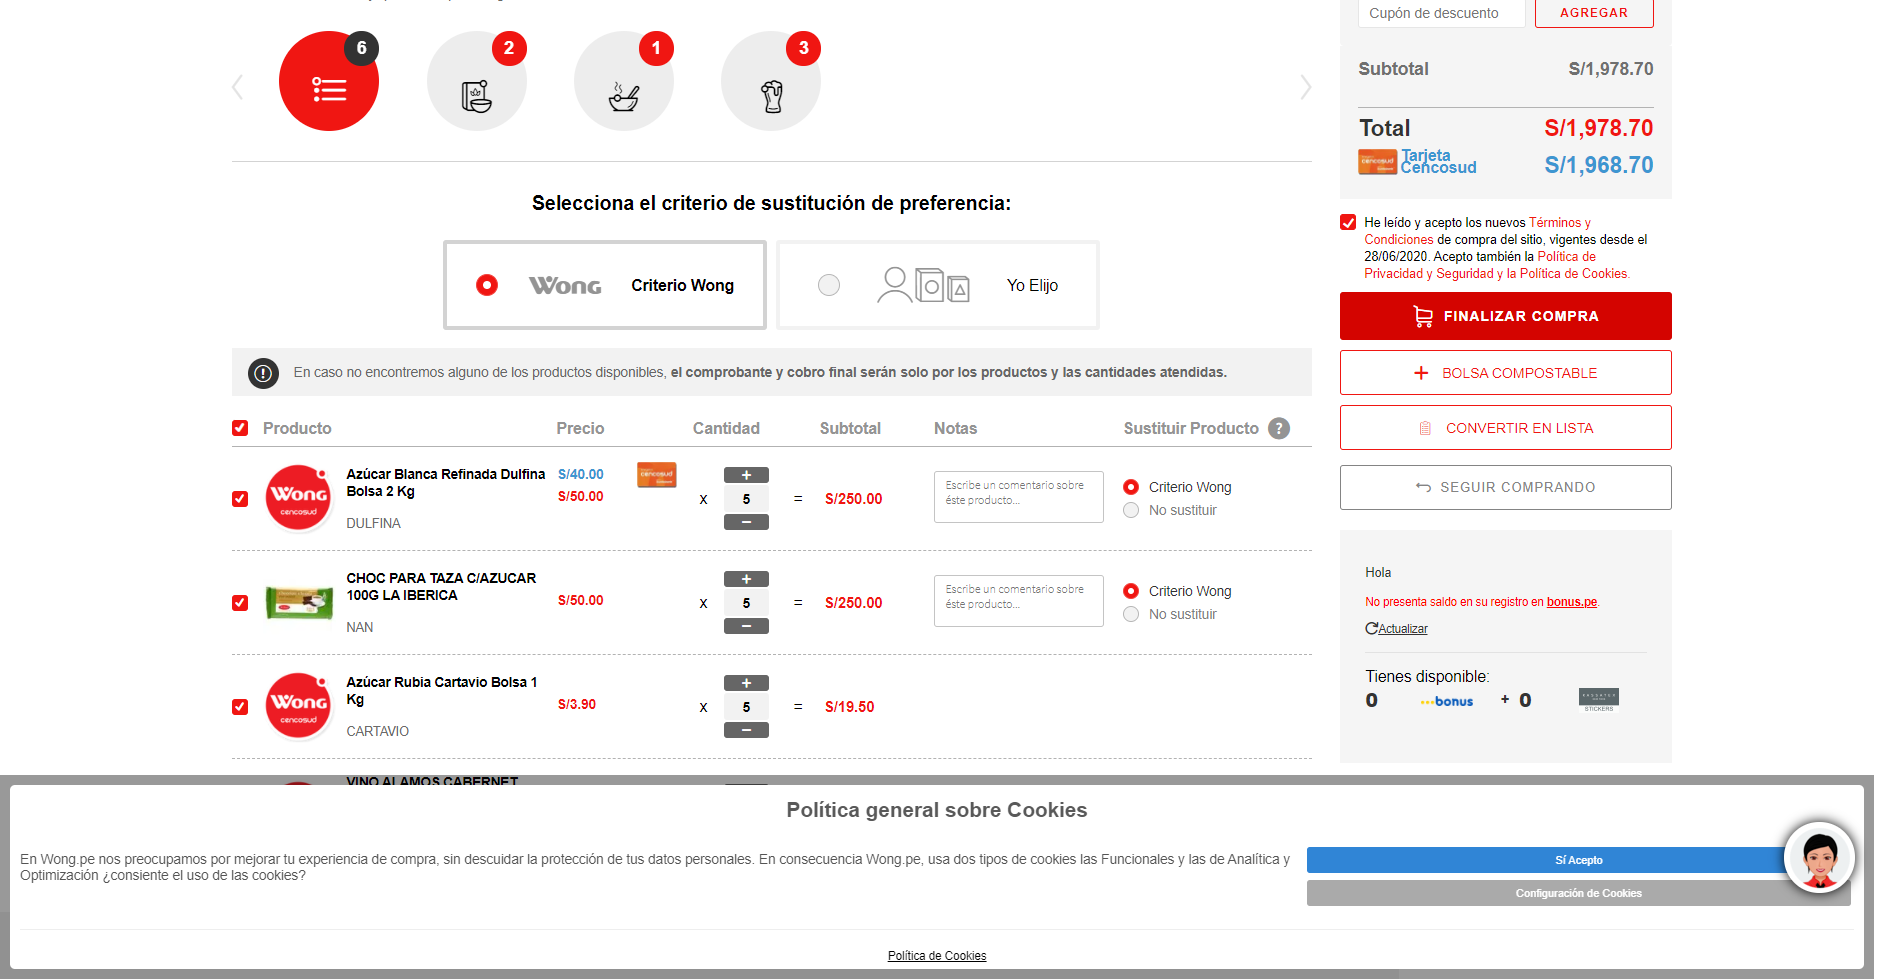 6
2
1
3
Selecciona el criterio de sustitución de preferencia:
Wong
Criterio Wong
Yo Elijo
En caso no encontremos alguno de los productos disponibles, el comprobante y cobro final serán solo por los productos y las cantidades atendidas.
Producto Precio Cantidad Subtotal Notas Sustituir Producto ?
Wong
cencosud
Azúcar Blanca Refinada Dulfina
Bolsa 2 Kg
DULFINA
S/40.00
S/50.00
cencosud
x
+
5
−
= S/250.00
Escribe un comentario sobre
éste producto...
Criterio Wong
No sustituir
CHOC PARA TAZA C/AZUCAR
100G LA IBERICA
NAN
S/50.00
x
+
5
−
= S/250.00
Escribe un comentario sobre
éste producto...
Criterio Wong
No sustituir
Wong
cencosud
Azúcar Rubia Cartavio Bolsa 1
Kg
CARTAVIO
S/3.90
x
+
5
−
= S/19.50
VINO ALAMOS CABERNET
Cupón de descuento
AGREGAR
Subtotal S/1,978.70
Total S/1,978.70
cencosud
Tarjeta
Cencosud
S/1,968.70
He leído y acepto los nuevos Términos y
Condiciones de compra del sitio, vigentes desde el
28/06/2020. Acepto también la Política de
Privacidad y Seguridad y la Política de Cookies.
FINALIZAR COMPRA
+ BOLSA COMPOSTABLE
CONVERTIR EN LISTA
SEGUIR COMPRANDO
Hola
No presenta saldo en su registro en bonus.pe.
Actualizar
Tienes disponible:
0 bonus + 0
STICKERS
Política general sobre Cookies
En Wong.pe nos preocupamos por mejorar tu experiencia de compra, sin descuidar la protección de tus datos personales. En consecuencia Wong.pe, usa dos tipos de cookies las Funcionales y las de Analítica y
Optimización ¿consiente el uso de las cookies?
Sí Acepto
Configuración de Cookies
Política de Cookies